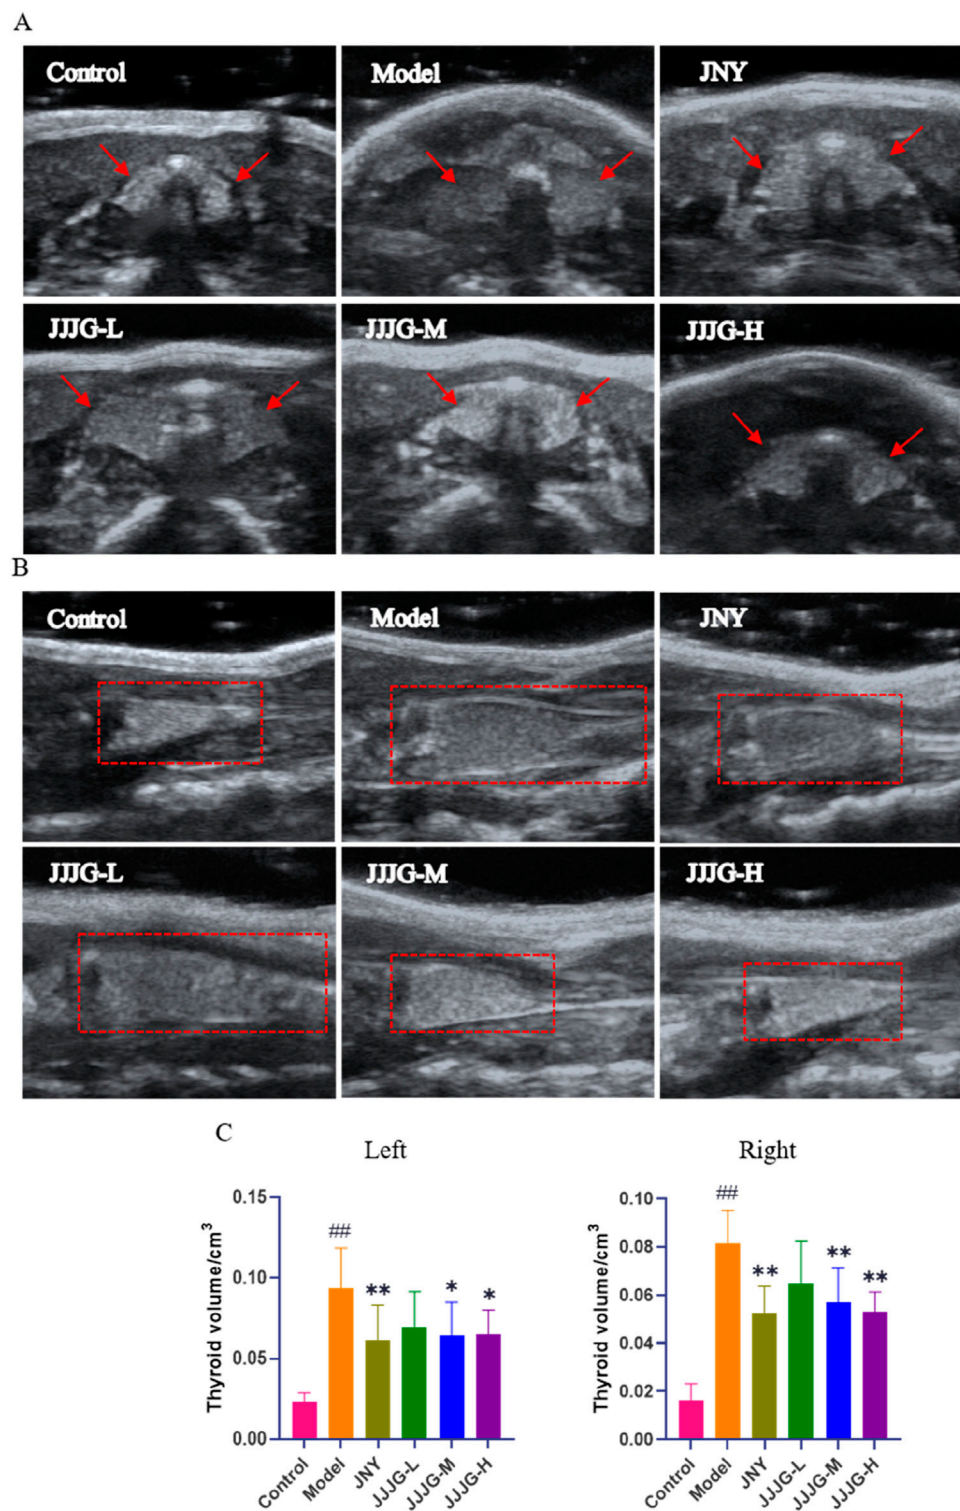 A
Control Model JNY
JJJG-L JJJG-M JJJG-H
B
Control Model JNY
JJJG-L JJJG-M JJJG-H
C
Left Right
Thyroid volume/cm³
0.15
0.10
0.05
0.00
## ** * *
Control Model JNY JJJG-L JJJG-M JJJG-H
Thyroid volume/cm³
0.10
0.08
0.06
0.04
0.02
0.00
## ** ** **
Control Model JNY JJJG-L JJJG-M JJJG-H